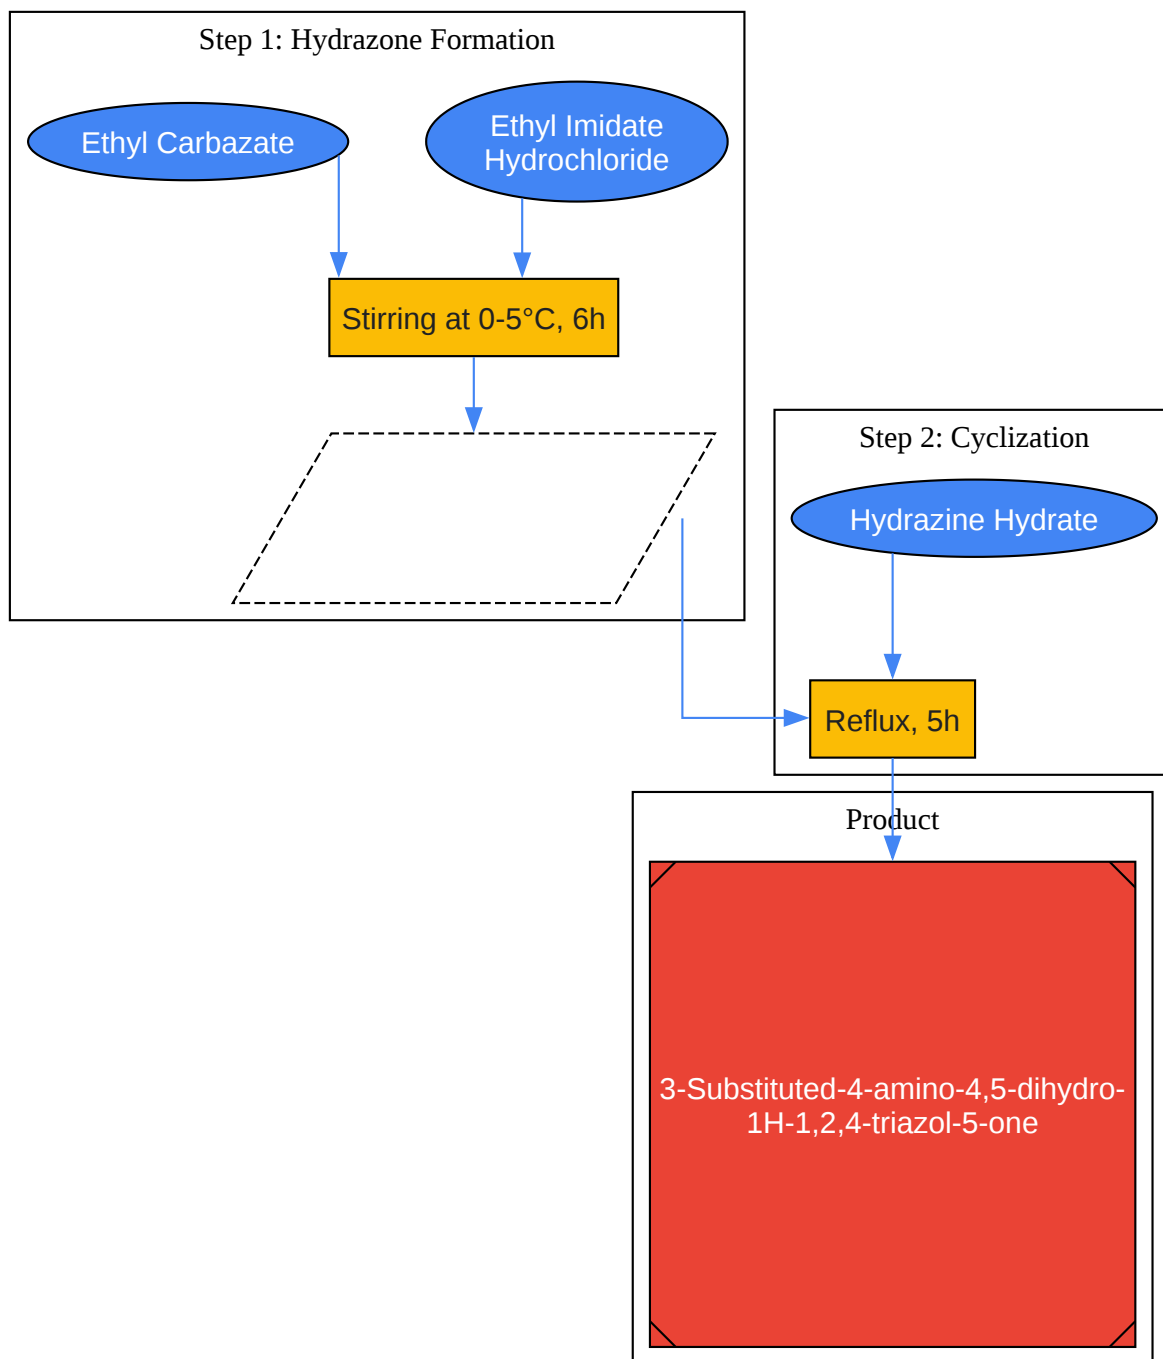 Step 1: Hydrazone Formation
Ethyl Carbazate
Ethyl Imidate
Hydrochloride
Stirring at 0-5°C, 6h
Step 2: Cyclization
Hydrazine Hydrate
Reflux, 5h
Product
3-Substituted-4-amino-4,5-dihydro-
1H-1,2,4-triazol-5-one